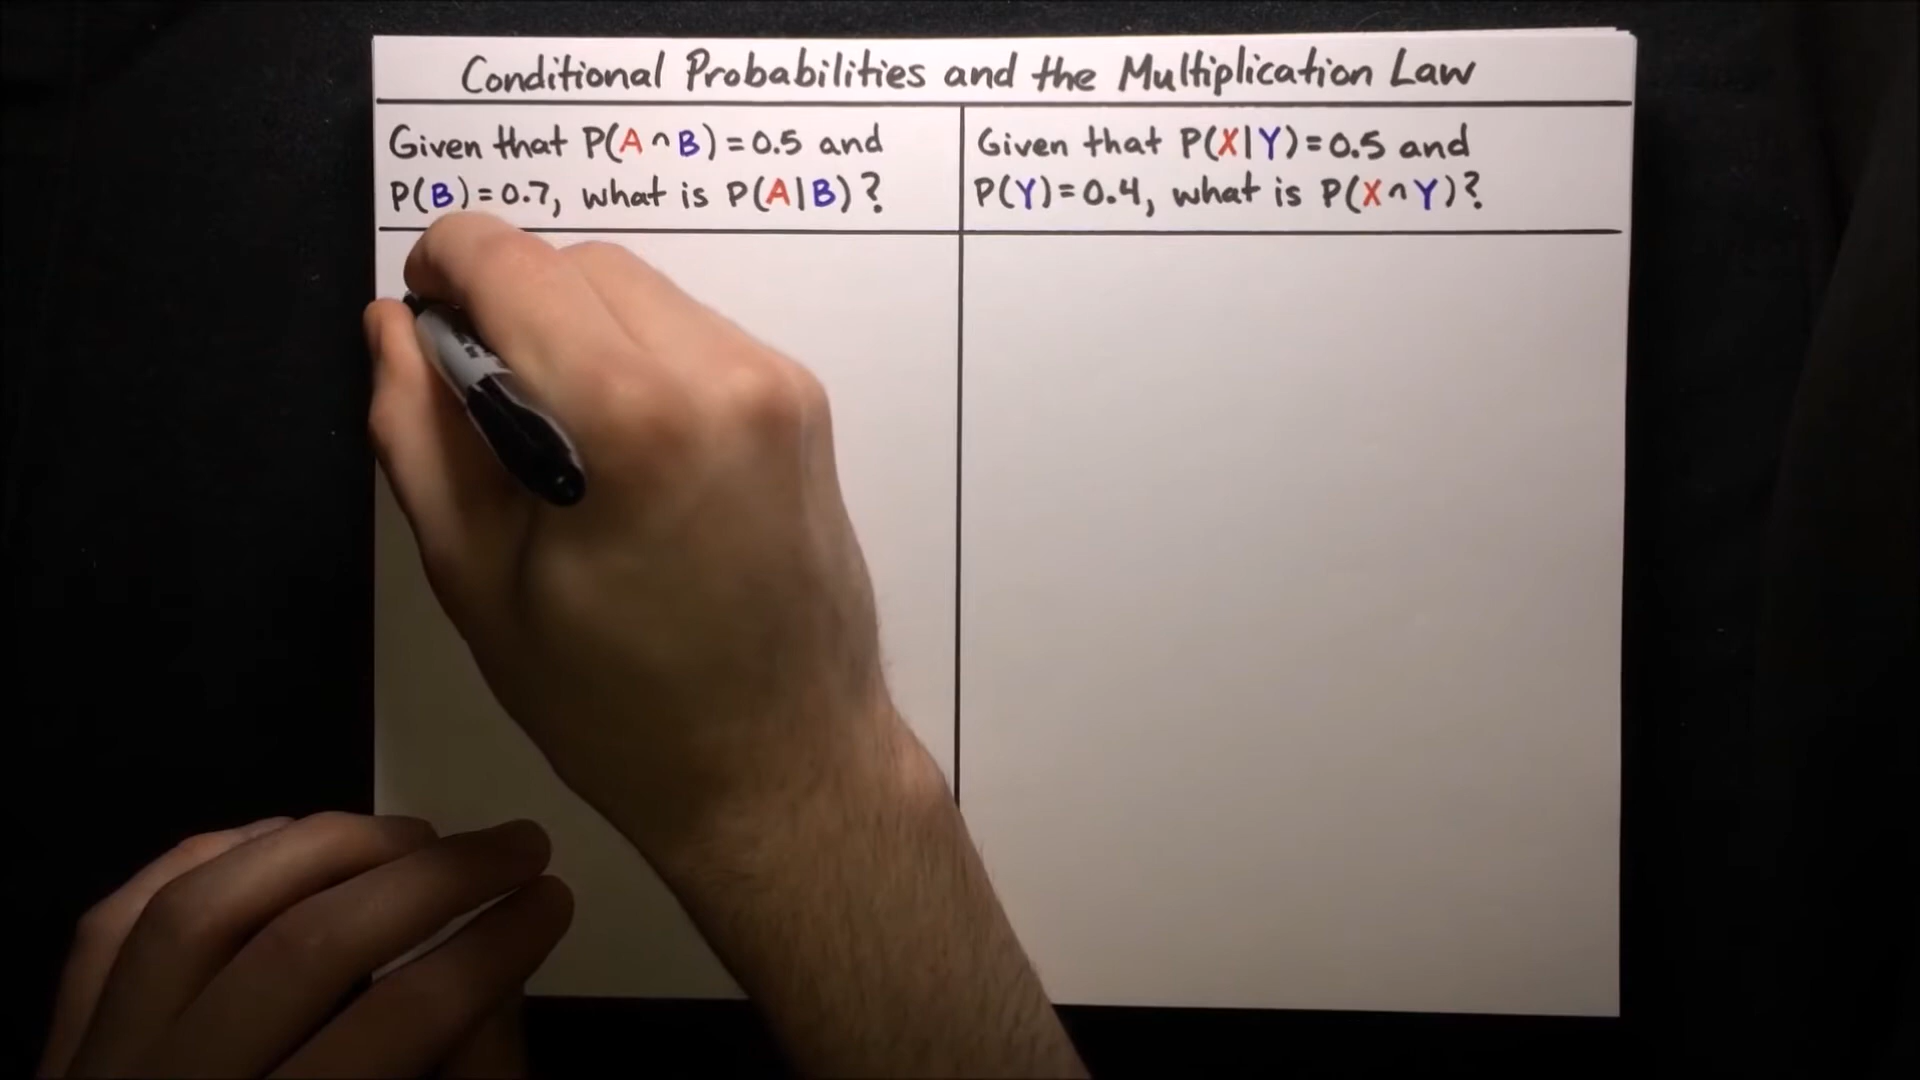 Conditional Probabilities and the Multiplication Law
Given that P(A∩B)=0.5 and
P(B)=0.7, what is P(A|B)?
Given that P(X|Y)=0.5 and
P(Y)=0.4, what is P(X∩Y)?